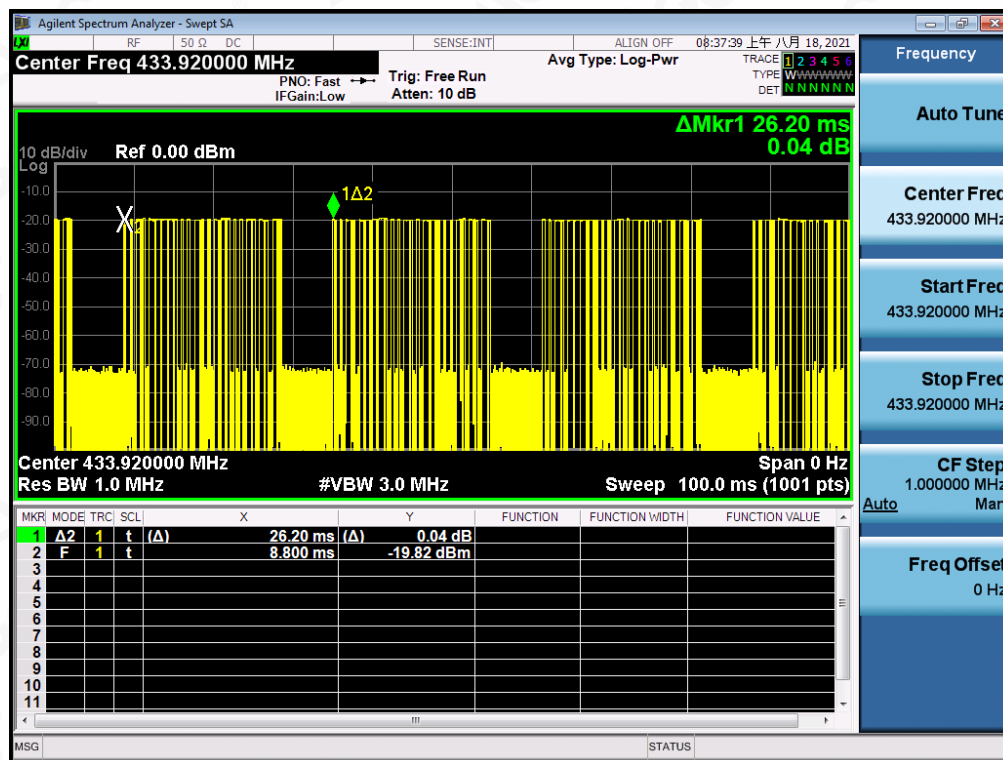 Agilent Spectrum Analyzer - Swept SA
LXI RF 50 Ω DC SENSE:INT ALIGN OFF 08:37:39 上午 八月 18, 2021
Center Freq 433.920000 MHz
PNO: Fast
IFGain:Low
Trig: Free Run
Atten: 10 dB
Avg Type: Log-Pwr
TRACE 1 2 3 4 5 6
TYPE WWWWWW
DET N N N N N N
ΔMkr1 26.20 ms
0.04 dB
10 dB/div Ref 0.00 dBm
Log
-10.0
-20.0
-30.0
-40.0
-50.0
-60.0
-70.0
-80.0
-90.0
1Δ2
2
Center 433.920000 MHz Span 0 Hz
Res BW 1.0 MHz #VBW 3.0 MHz Sweep 100.0 ms (1001 pts)
MKR MODE TRC SCL X Y FUNCTION FUNCTION WIDTH FUNCTION VALUE
1 Δ2 1 t (Δ) 26.20 ms (Δ) 0.04 dB
2 F 1 t 8.800 ms -19.82 dBm
3
4
5
6
7
8
9
10
11
MSG STATUS
Frequency
Auto Tune
Center Freq
433.920000 MHz
Start Freq
433.920000 MHz
Stop Freq
433.920000 MHz
CF Step
1.000000 MHz
Auto Man
Freq Offset
0 Hz